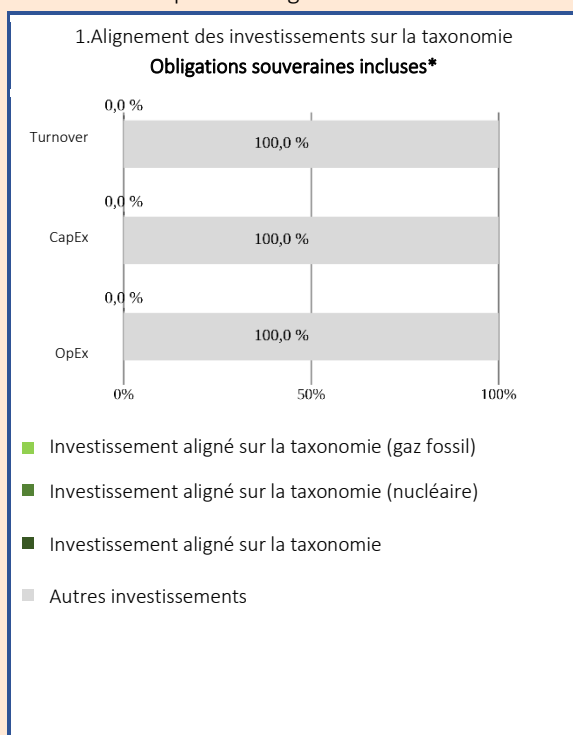 1.Alignement des investissements sur la taxonomie
Obligations souveraines incluses*
0,0 %
Turnover
100,0 %
0,0 %
CapEx
100,0 %
0,0 %
100,0 %
OpEx
0%
50%
100%
Investissement aligné sur la taxonomie (gaz fossil)
Investissement aligné sur la taxonomie (nucléaire)
Investissement aligné sur la taxonomie
Autres investissements